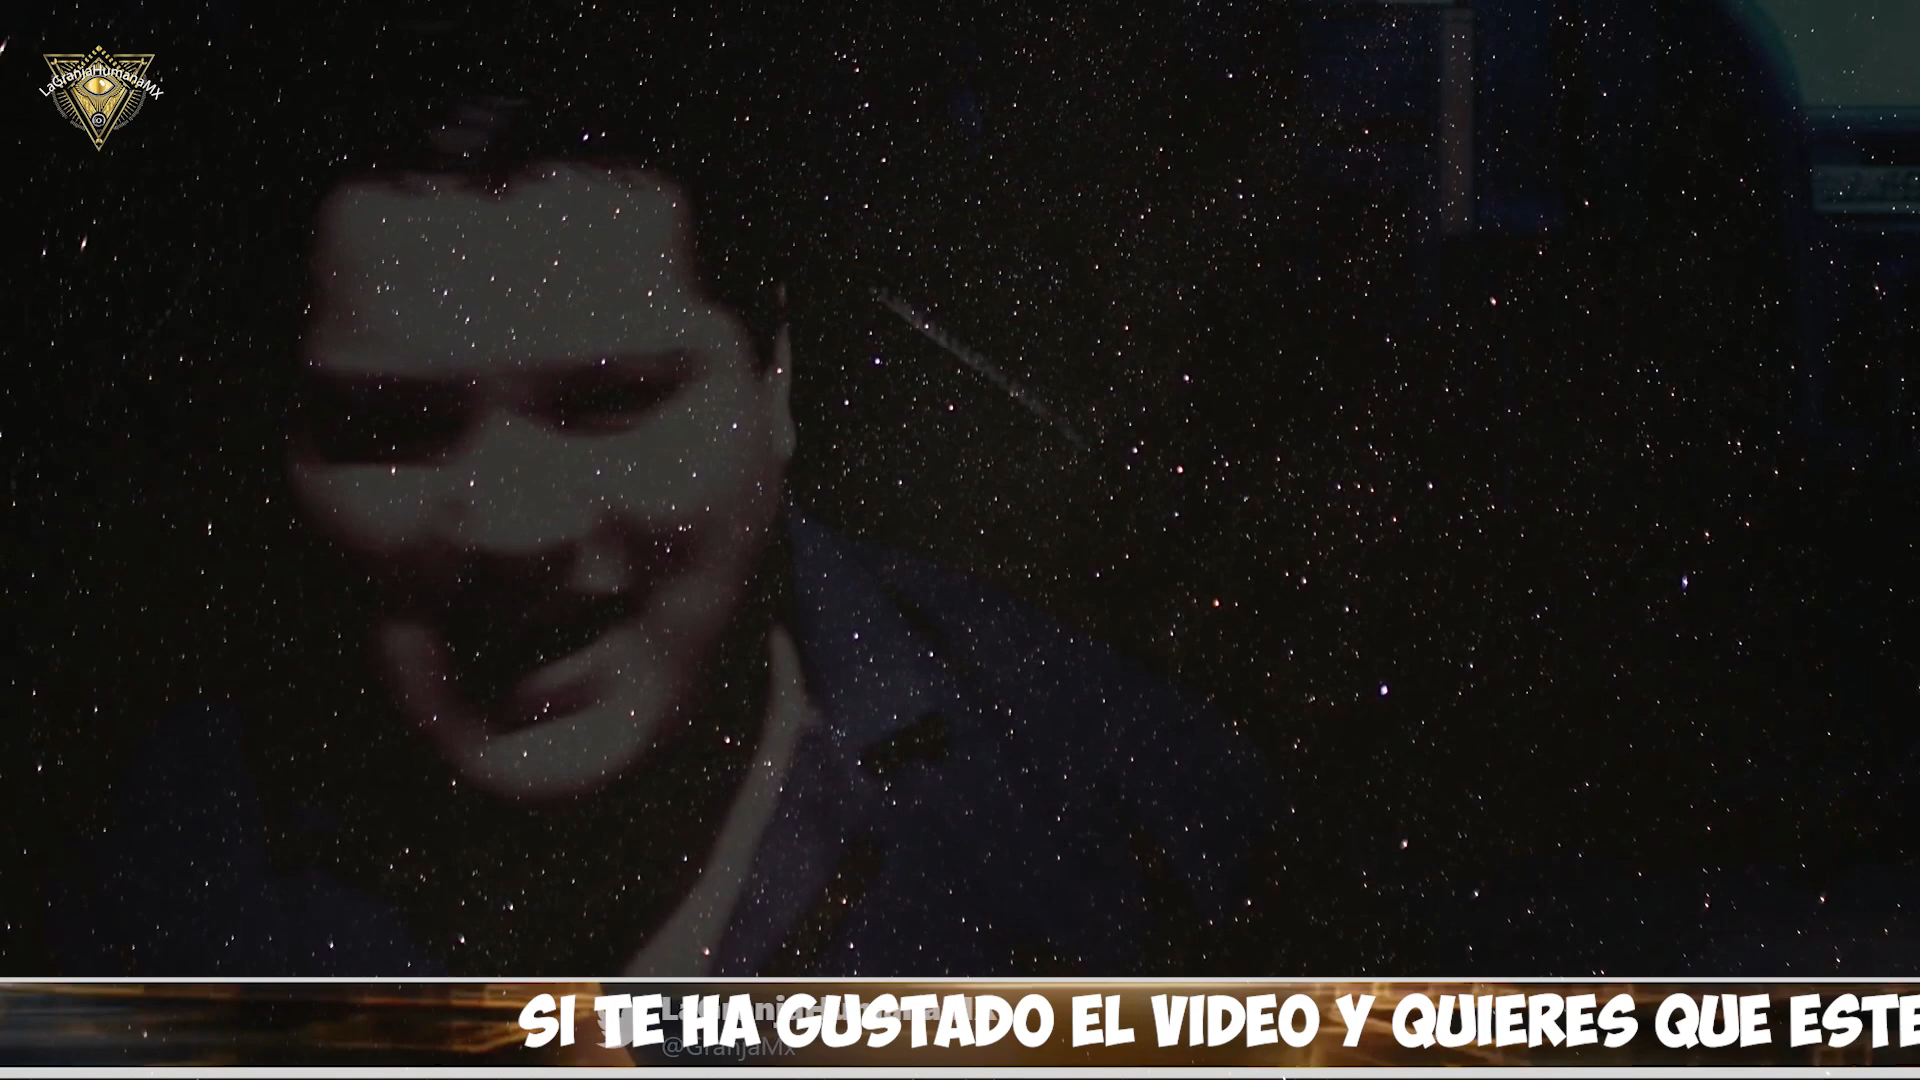 LaGranjaHumanaMX
SI TE HA GUSTADO EL VIDEO Y QUIERES QUE ESTE
@GranjaMx